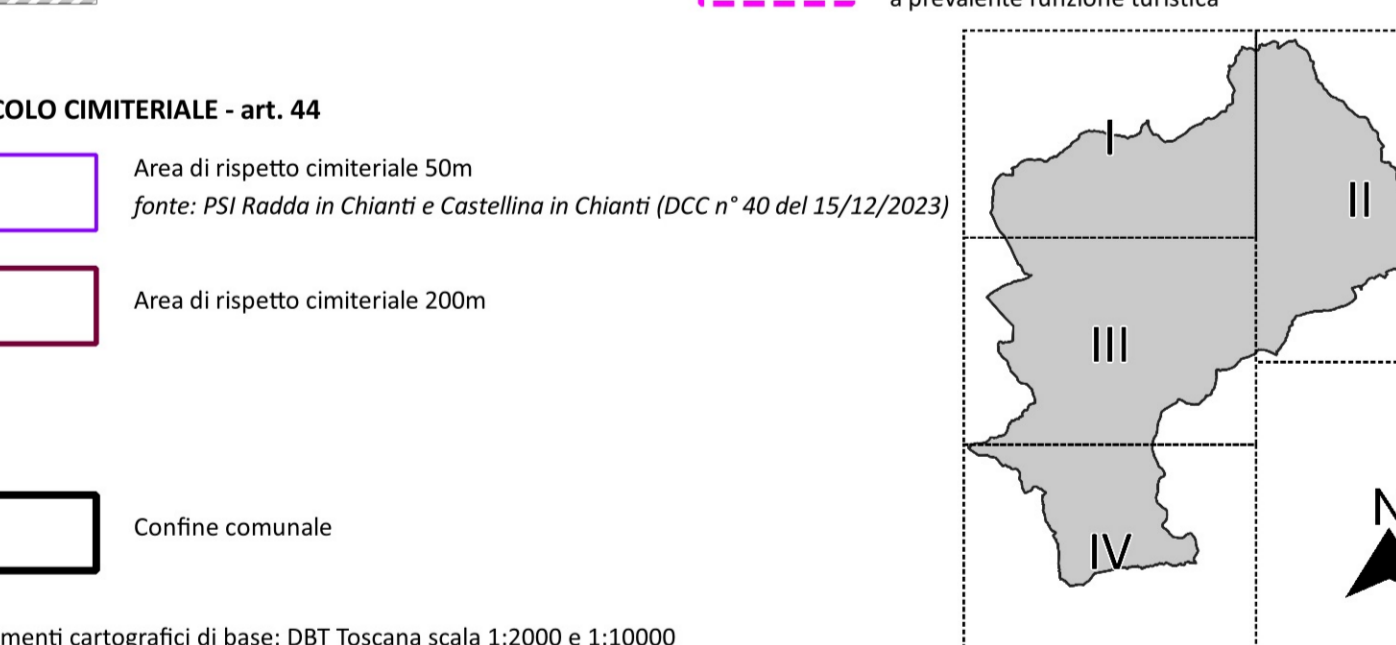 a prevalente funzione turistica
COLO CIMITERIALE - art. 44
Area di rispetto cimiteriale 50m
fonte: PSI Radda in Chianti e Castellina in Chianti (DCC n° 40 del 15/12/2023)
Area di rispetto cimiteriale 200m
Confine comunale
menti cartografici di base: DBT Toscana scala 1:2000 e 1:10000
I
II
III
IV
N